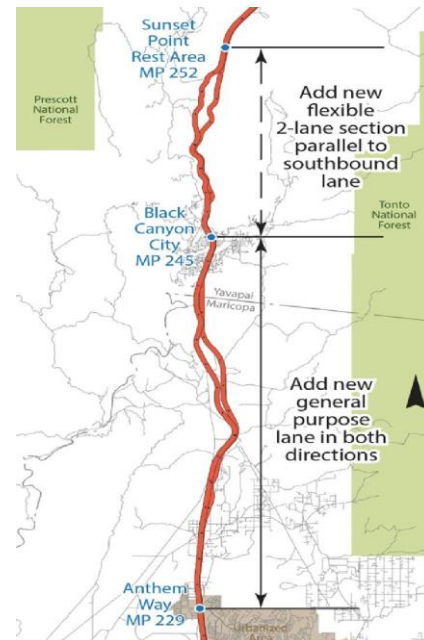 Sunset
Point
Rest Area
MP 252
Prescott
National
Forest
Add new
flexible
2-lane section
parallel to
southbound
lane
Tonto
National
Forest
Black
Canyon
City
MP 245
Yavapai
Maricopa
Add new
general
purpose
lane in both
directions
Anthem
Way
MP 229
Urbanized
Area